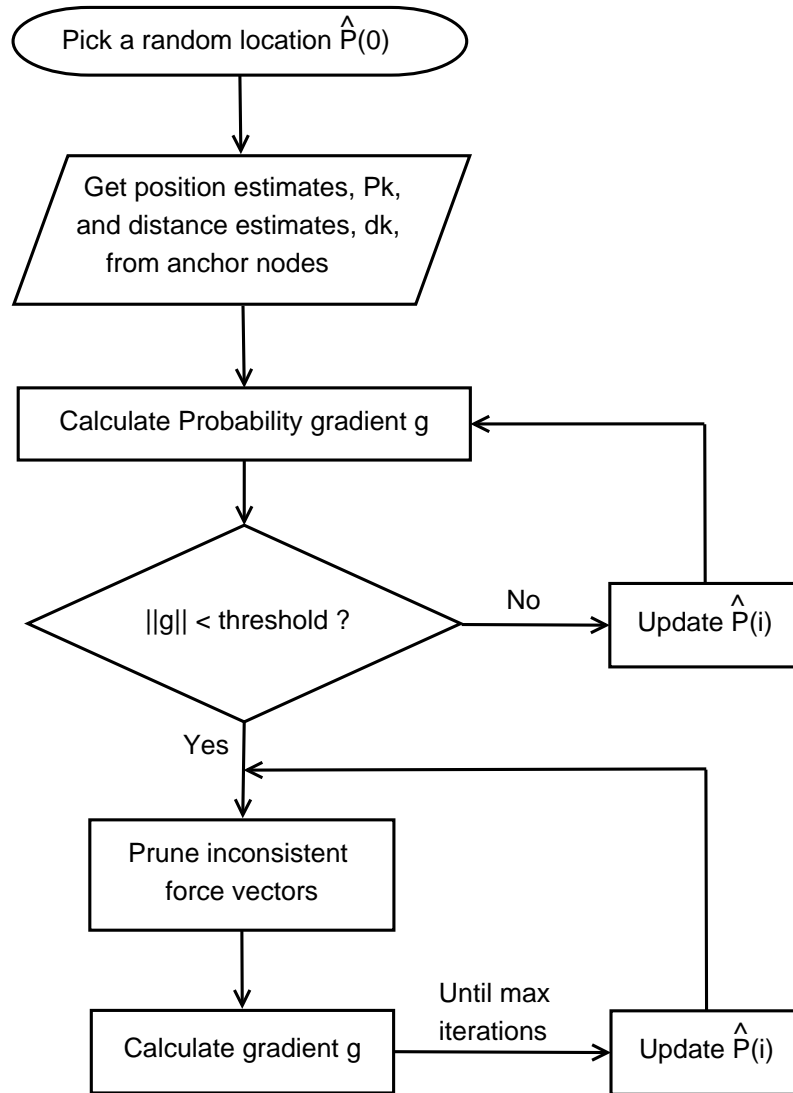 Pick a random location P̂(0)
Get position estimates, Pk,
and distance estimates, dk,
from anchor nodes
Calculate Probability gradient g
||g|| < threshold ?
No
Update P̂(i)
Yes
Prune inconsistent
force vectors
Until max
iterations
Calculate gradient g
Update P̂(i)